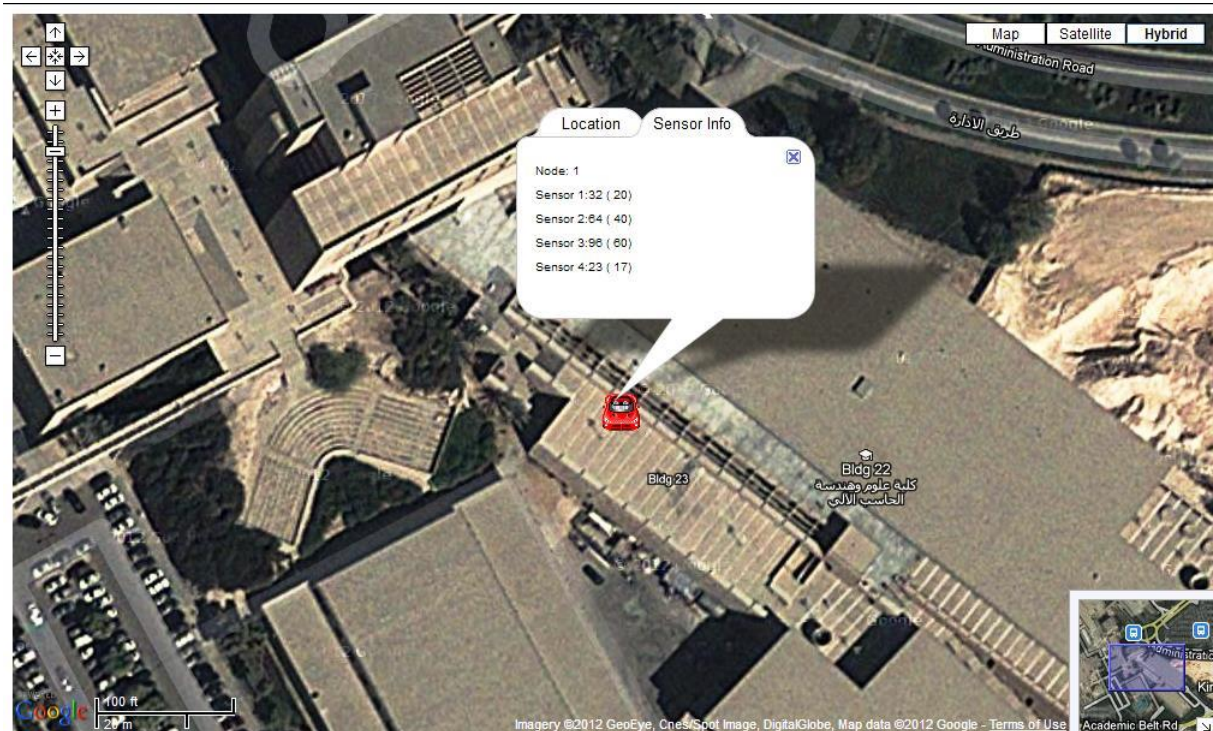 Map
Satellite
Hybrid
Administration Road
طريق الادارة
Location
Sensor Info
Node: 1
Sensor 1:32 ( 20)
Sensor 2:64 ( 40)
Sensor 3:96 ( 60)
Sensor 4:23 ( 17)
Bldg 23
Bldg 22
كلية علوم وهندسة
الحاسب الآلي
100 ft
20 m
POWERED BY
Google
Imagery ©2012 GeoEye, Cnes/Spot Image, DigitalGlobe, Map data ©2012 Google - Terms of Use
Academic Belt Rd